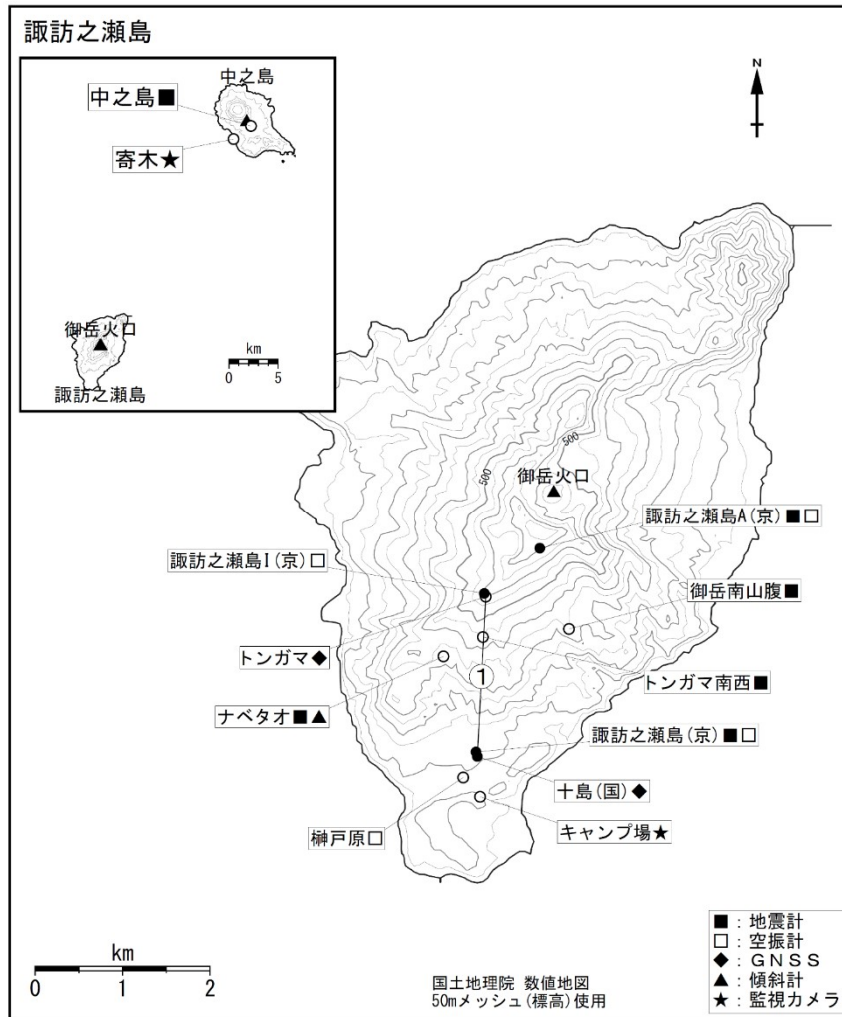 諏訪之瀬島
中之島
中之島■
寄木★
御岳火口
km
0 5
諏訪之瀬島
N
500
500
御岳火口
諏訪之瀬島A(京)■□
諏訪之瀬島I(京)□
御岳南山腹■
トンガマ◆
①
トンガマ南西■
ナベタオ■▲
諏訪之瀬島(京)■□
十島(国)◆
榊戸原□
キャンプ場★
■：地震計
□：空振計
◆：ＧＮＳＳ
▲：傾斜計
★：監視カメラ
km
0 1 2
国土地理院 数値地図
50mメッシュ(標高)使用